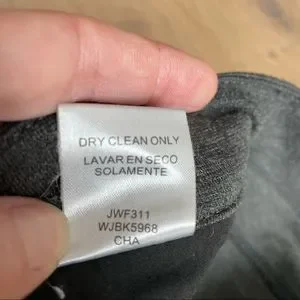 DRY CLEAN ONLY
LAVAR EN SECO
SOLAMENTE
JWF311
WJBK5968
CHA